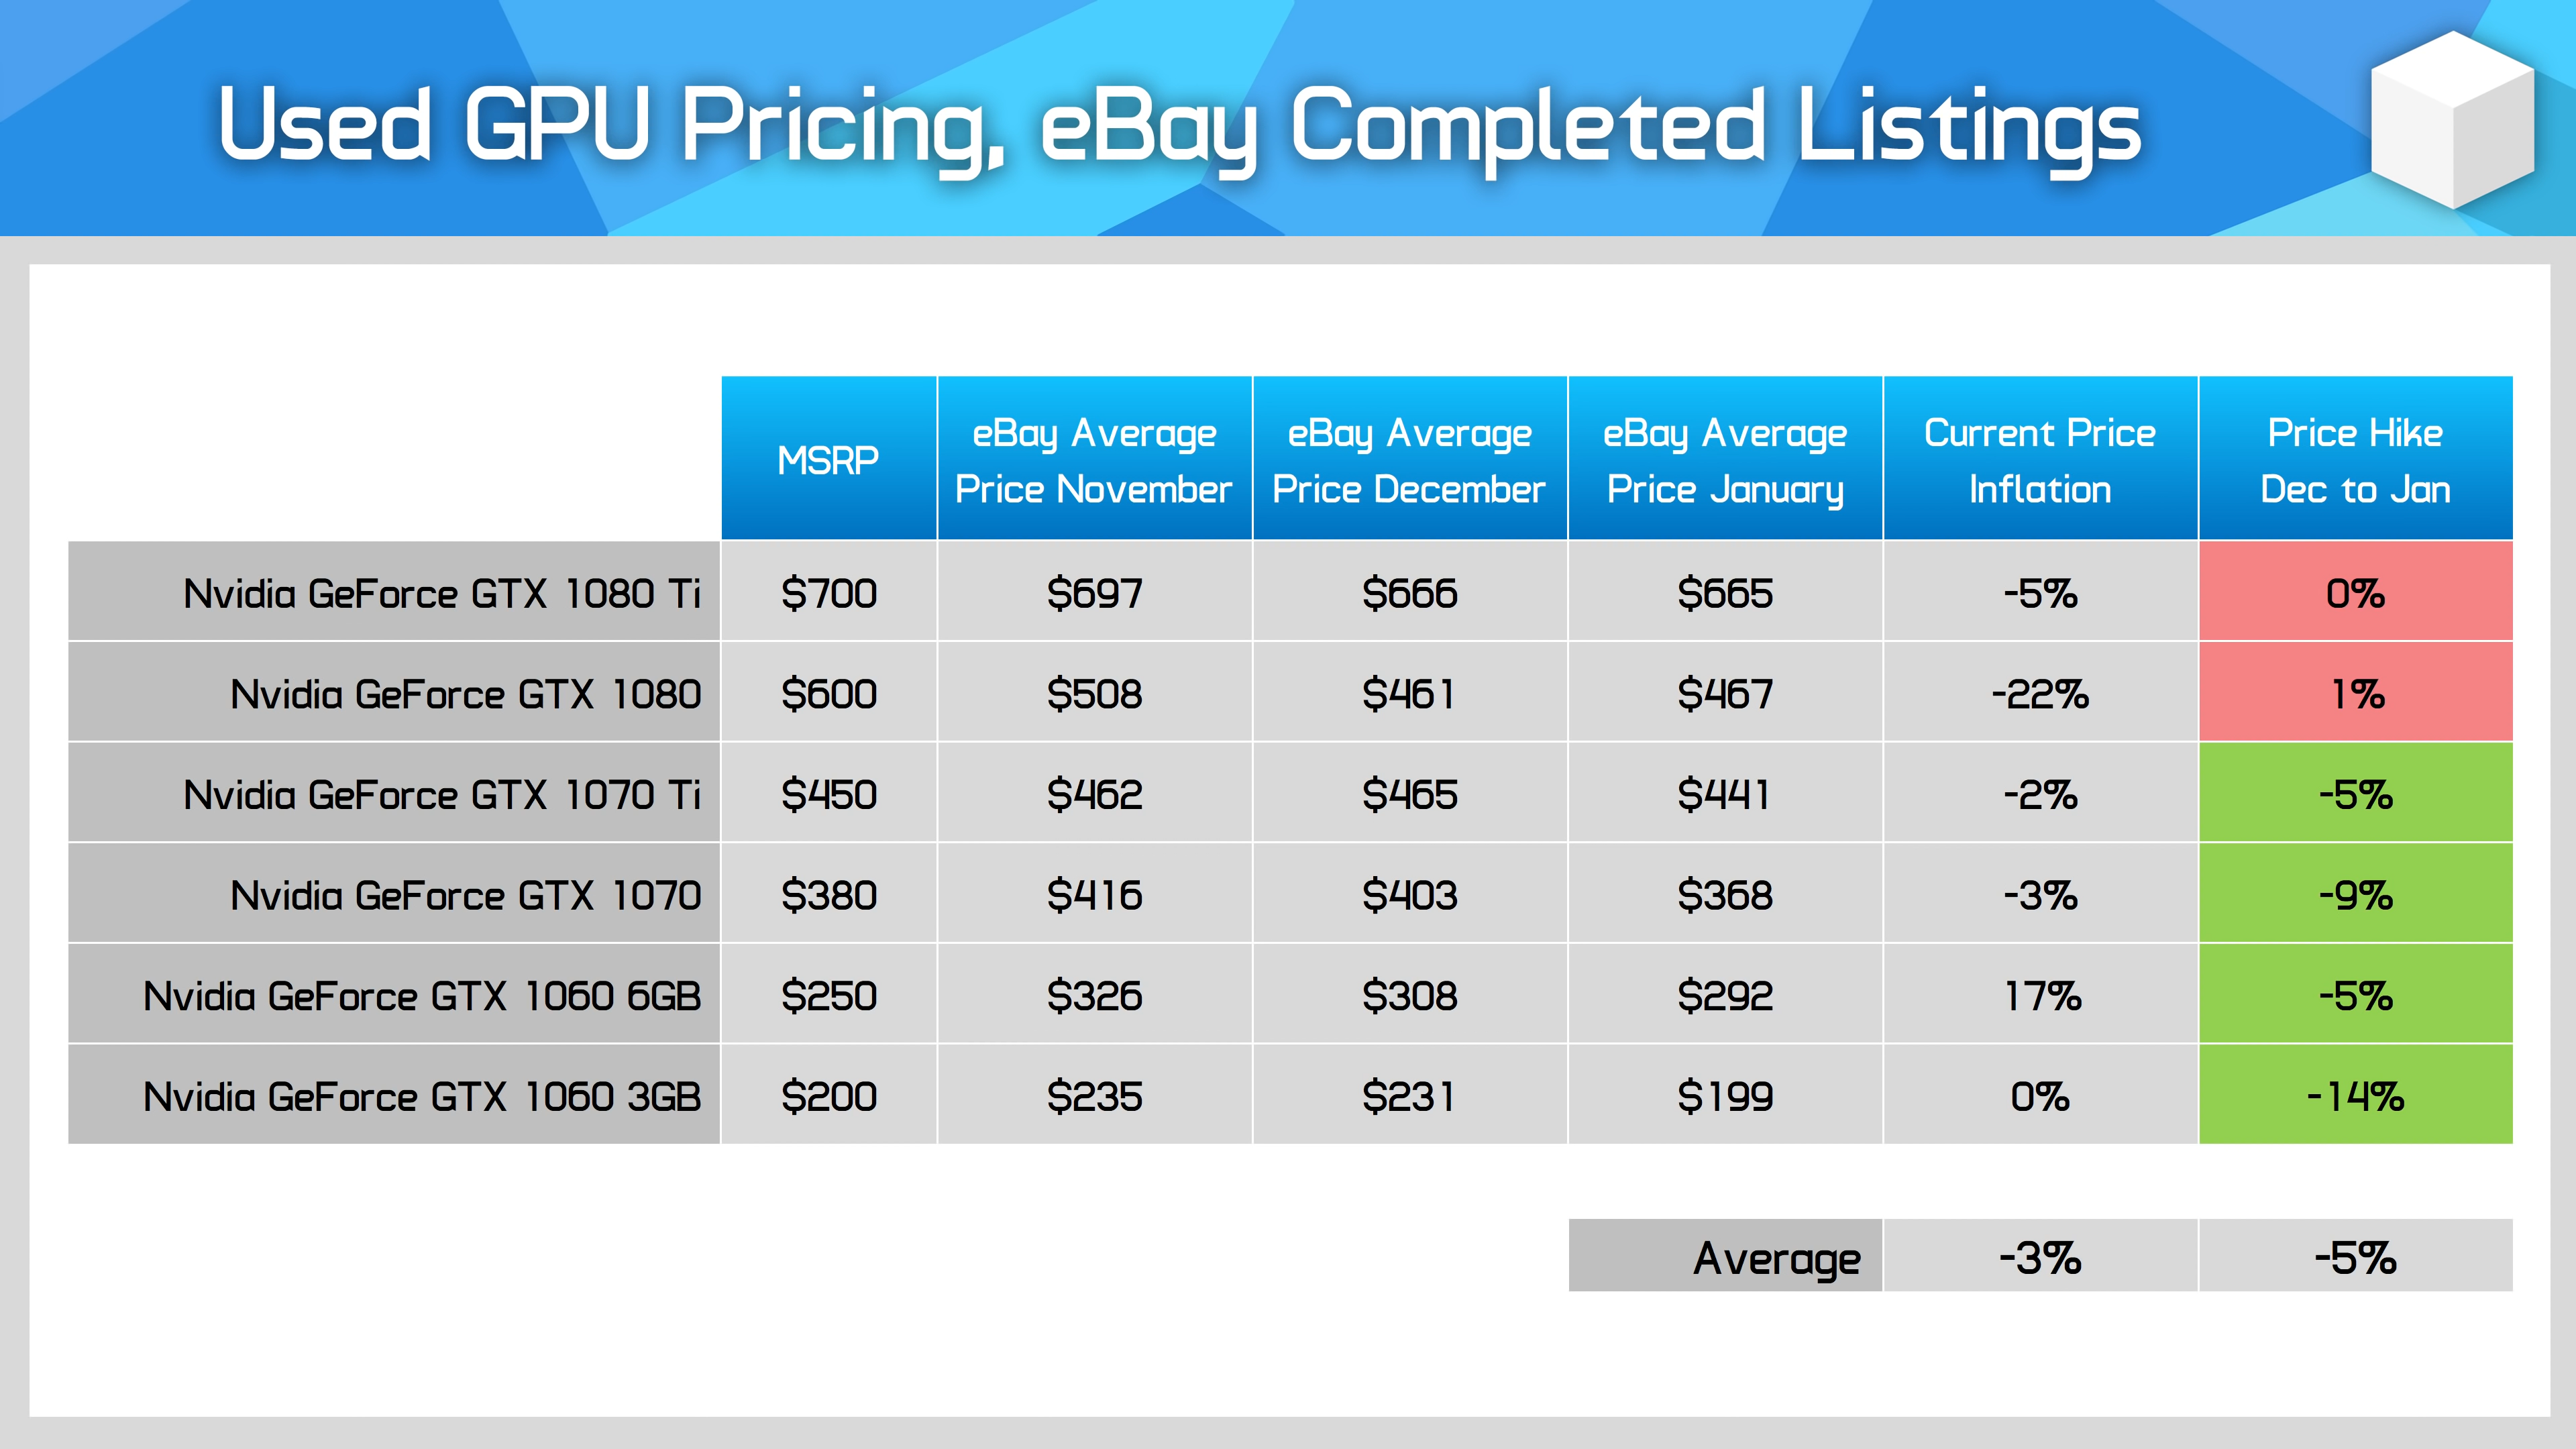 Used GPU Pricing, eBay Completed Listings
MSRP
eBay Average
Price November
eBay Average
Price December
eBay Average
Price January
Current Price
Inflation
Price Hike
Dec to Jan
Nvidia GeForce GTX 1080 Ti $700 $697 $666 $665 -5% 0%
Nvidia GeForce GTX 1080 $600 $508 $461 $467 -22% 1%
Nvidia GeForce GTX 1070 Ti $450 $462 $465 $441 -2% -5%
Nvidia GeForce GTX 1070 $380 $416 $403 $368 -3% -9%
Nvidia GeForce GTX 1060 6GB $250 $326 $308 $292 17% -5%
Nvidia GeForce GTX 1060 3GB $200 $235 $231 $199 0% -14%
Average -3% -5%